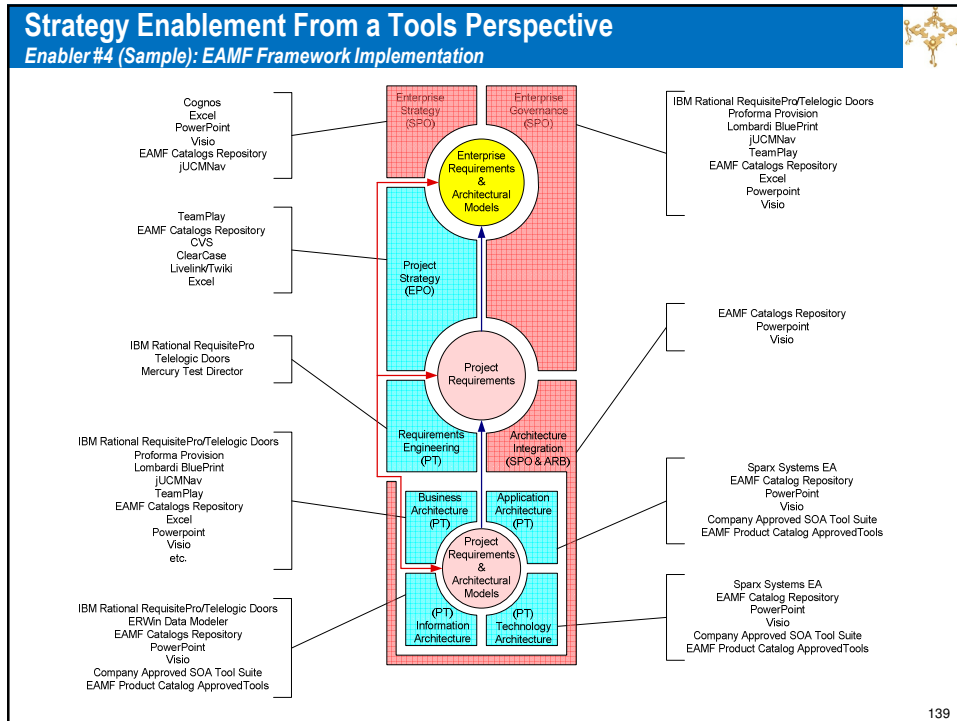 Strategy Enablement From a Tools Perspective
Enabler #4 (Sample): EAMF Framework Implementation
Cognos
Excel
PowerPoint
Visio
EAMF Catalogs Repository
jUCMNav
TeamPlay
EAMF Catalogs Repository
CVS
ClearCase
Livelink/Twiki
Excel
IBM Rational RequisitePro
Telelogic Doors
Mercury Test Director
IBM Rational RequisitePro/Telelogic Doors
Proforma Provision
Lombardi BluePrint
jUCMNav
TeamPlay
EAMF Catalogs Repository
Excel
Powerpoint
Visio
etc.
IBM Rational RequisitePro/Telelogic Doors
ERWin Data Modeler
EAMF Catalogs Repository
PowerPoint
Visio
Company Approved SOA Tool Suite
EAMF Product Catalog ApprovedTools
Enterprise
Strategy
(SPO)
Enterprise
Governance
(SPO)
Enterprise
Requirements
&
Architectural
Models
Project
Strategy
(EPO)
Project
Requirements
Requirements
Engineering
(PT)
Architecture
Integration
(SPO & ARB)
Business
Architecture
(PT)
Application
Architecture
(PT)
Project
Requirements
&
Architectural
Models
(PT)
Information
Architecture
(PT)
Technology
Architecture
IBM Rational RequisitePro/Telelogic Doors
Proforma Provision
Lombardi BluePrint
jUCMNav
TeamPlay
EAMF Catalogs Repository
Excel
Powerpoint
Visio
EAMF Catalogs Repository
Powerpoint
Visio
Sparx Systems EA
EAMF Catalog Repository
PowerPoint
Visio
Company Approved SOA Tool Suite
EAMF Product Catalog ApprovedTools
Sparx Systems EA
EAMF Catalog Repository
PowerPoint
Visio
Company Approved SOA Tool Suite
EAMF Product Catalog ApprovedTools
139